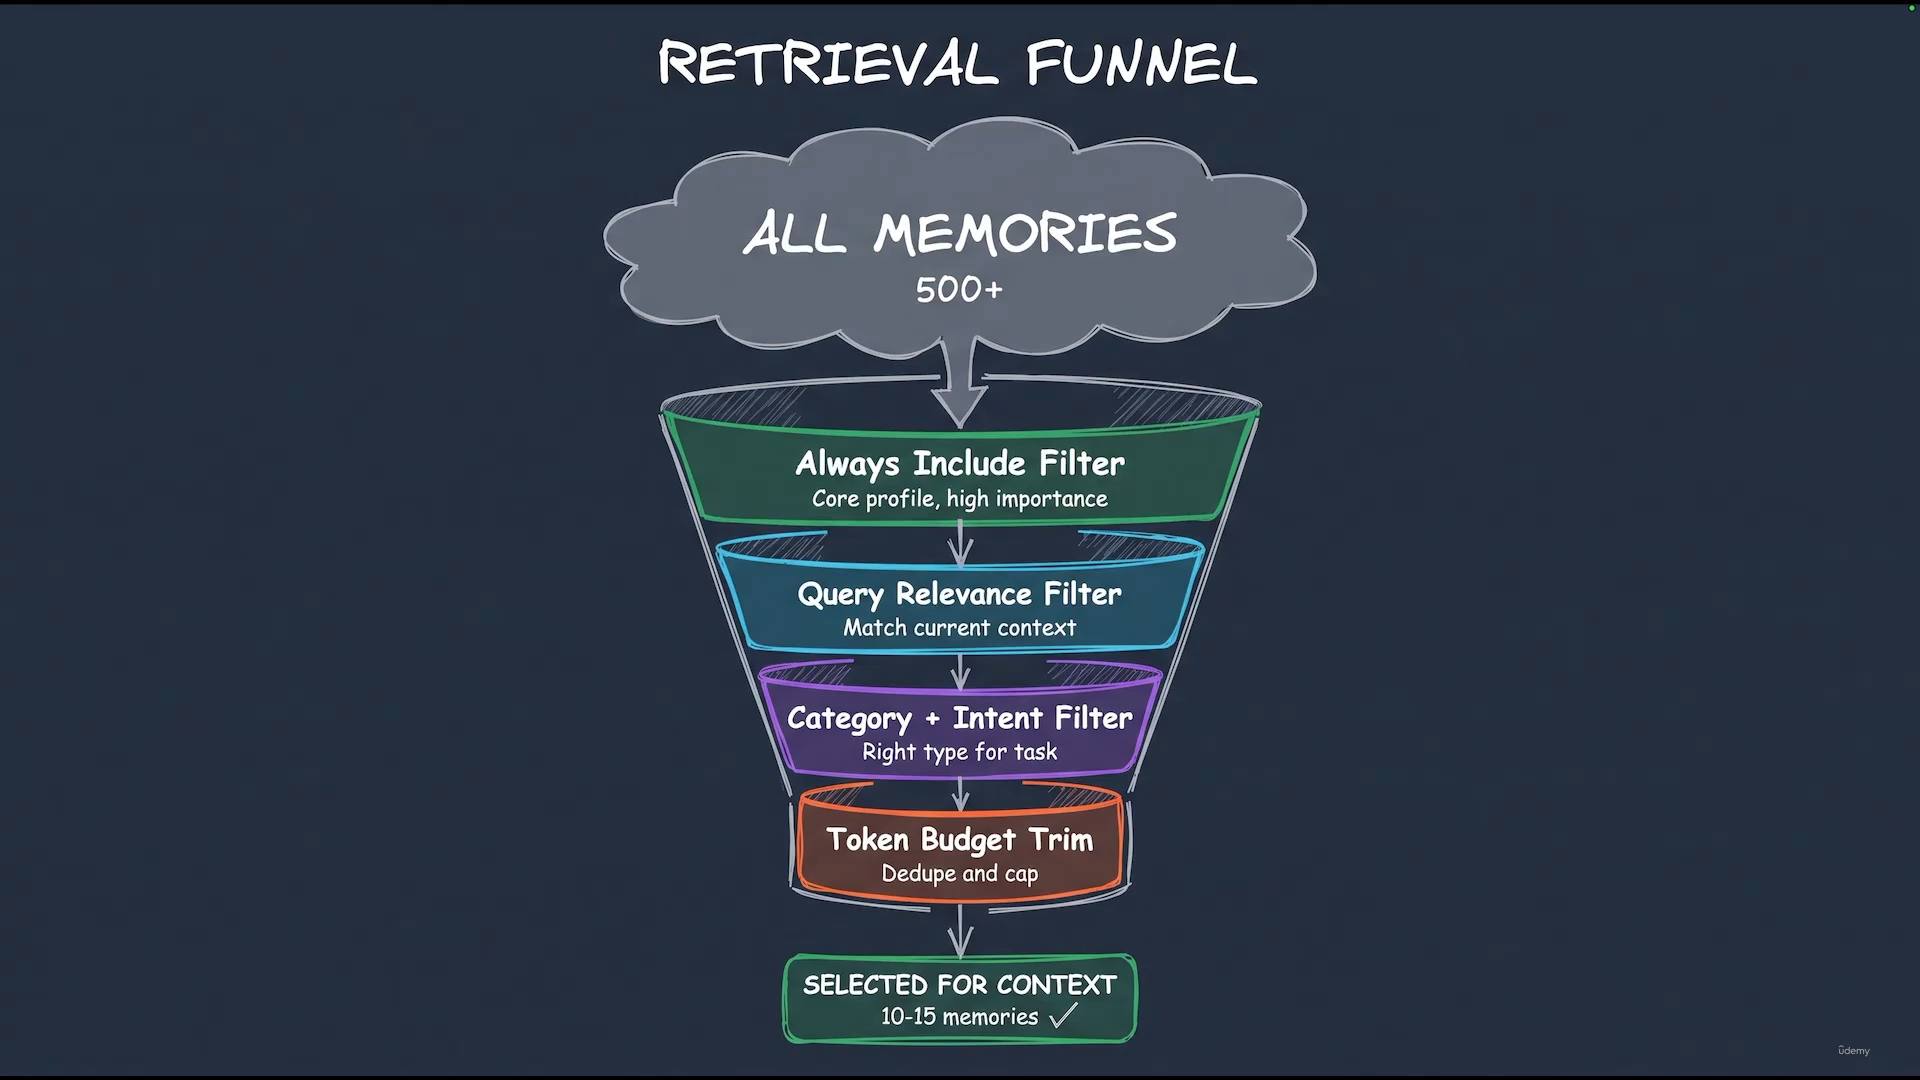 RETRIEVAL FUNNEL
ALL MEMORIES
500+
Always Include Filter
Core profile, high importance
Query Relevance Filter
Match current context
Category + Intent Filter
Right type for task
Token Budget Trim
Dedupe and cap
SELECTED FOR CONTEXT
10-15 memories ✓
udemy